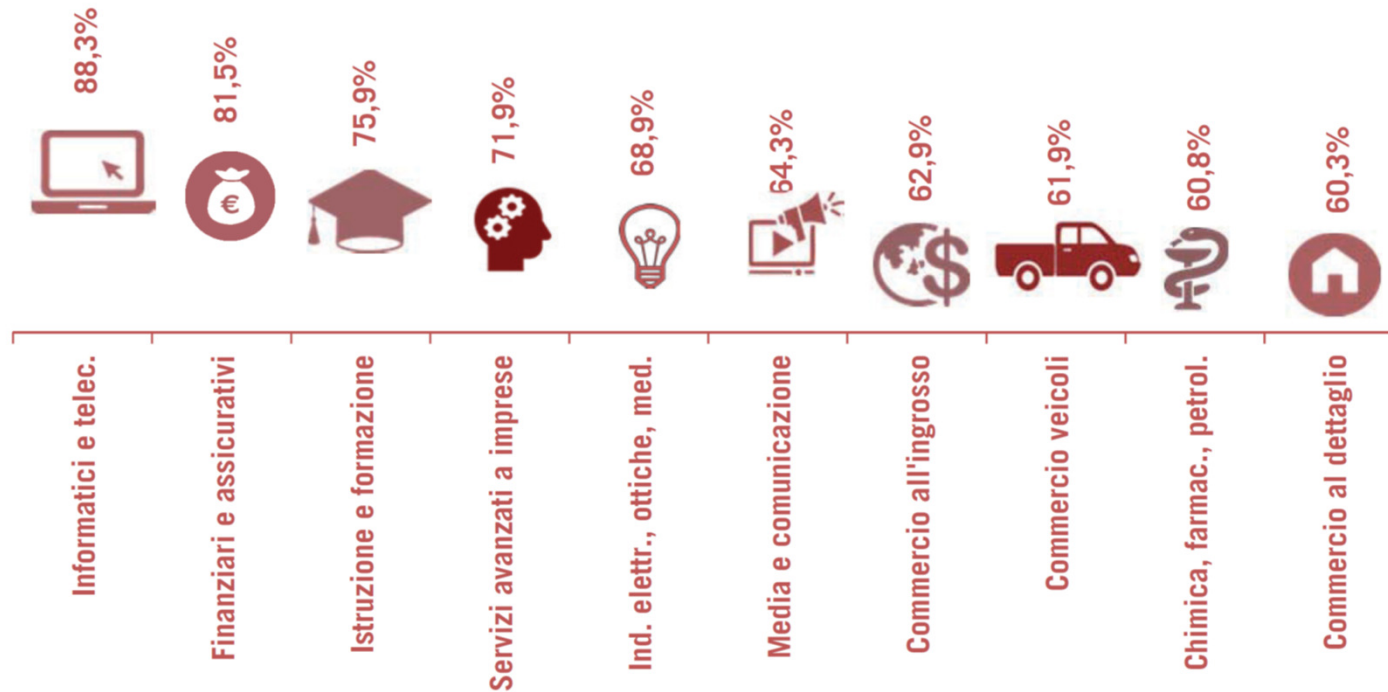 88,3%
81,5%
75,9%
71,9%
68,9%
64,3%
62,9%
61,9%
60,8%
60,3%
€
$
Informatici e telec.
Finanziari e assicurativi
Istruzione e formazione
Servizi avanzati a imprese
Ind. elettr., ottiche, med.
Media e comunicazione
Commercio all'ingrosso
Commercio veicoli
Chimica, farmac., petrol.
Commercio al dettaglio